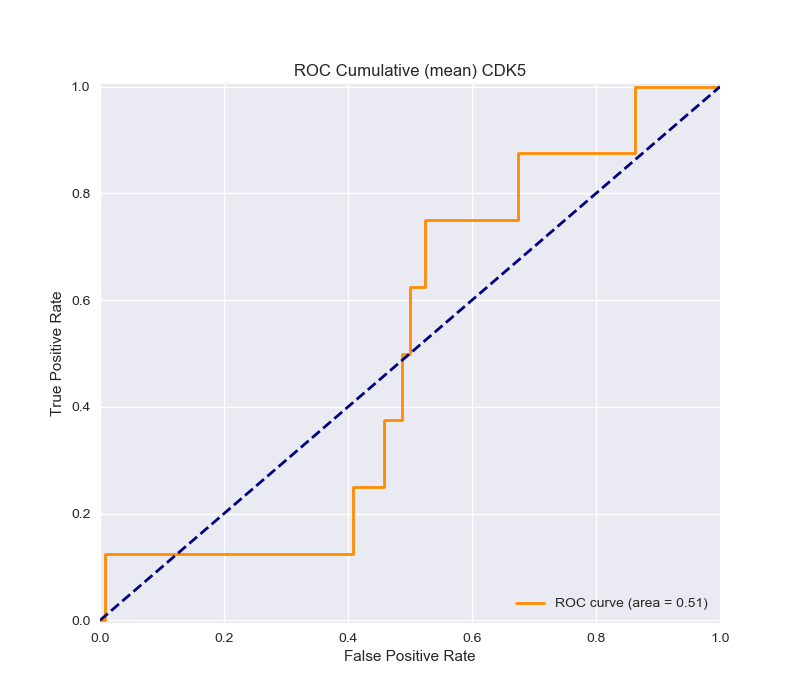 ROC Cumulative (mean) CDK5
1.0
0.8
0.6
0.4
0.2
0.0
True Positive Rate
ROC curve (area = 0.51)
0.0 0.2 0.4 0.6 0.8 1.0
False Positive Rate